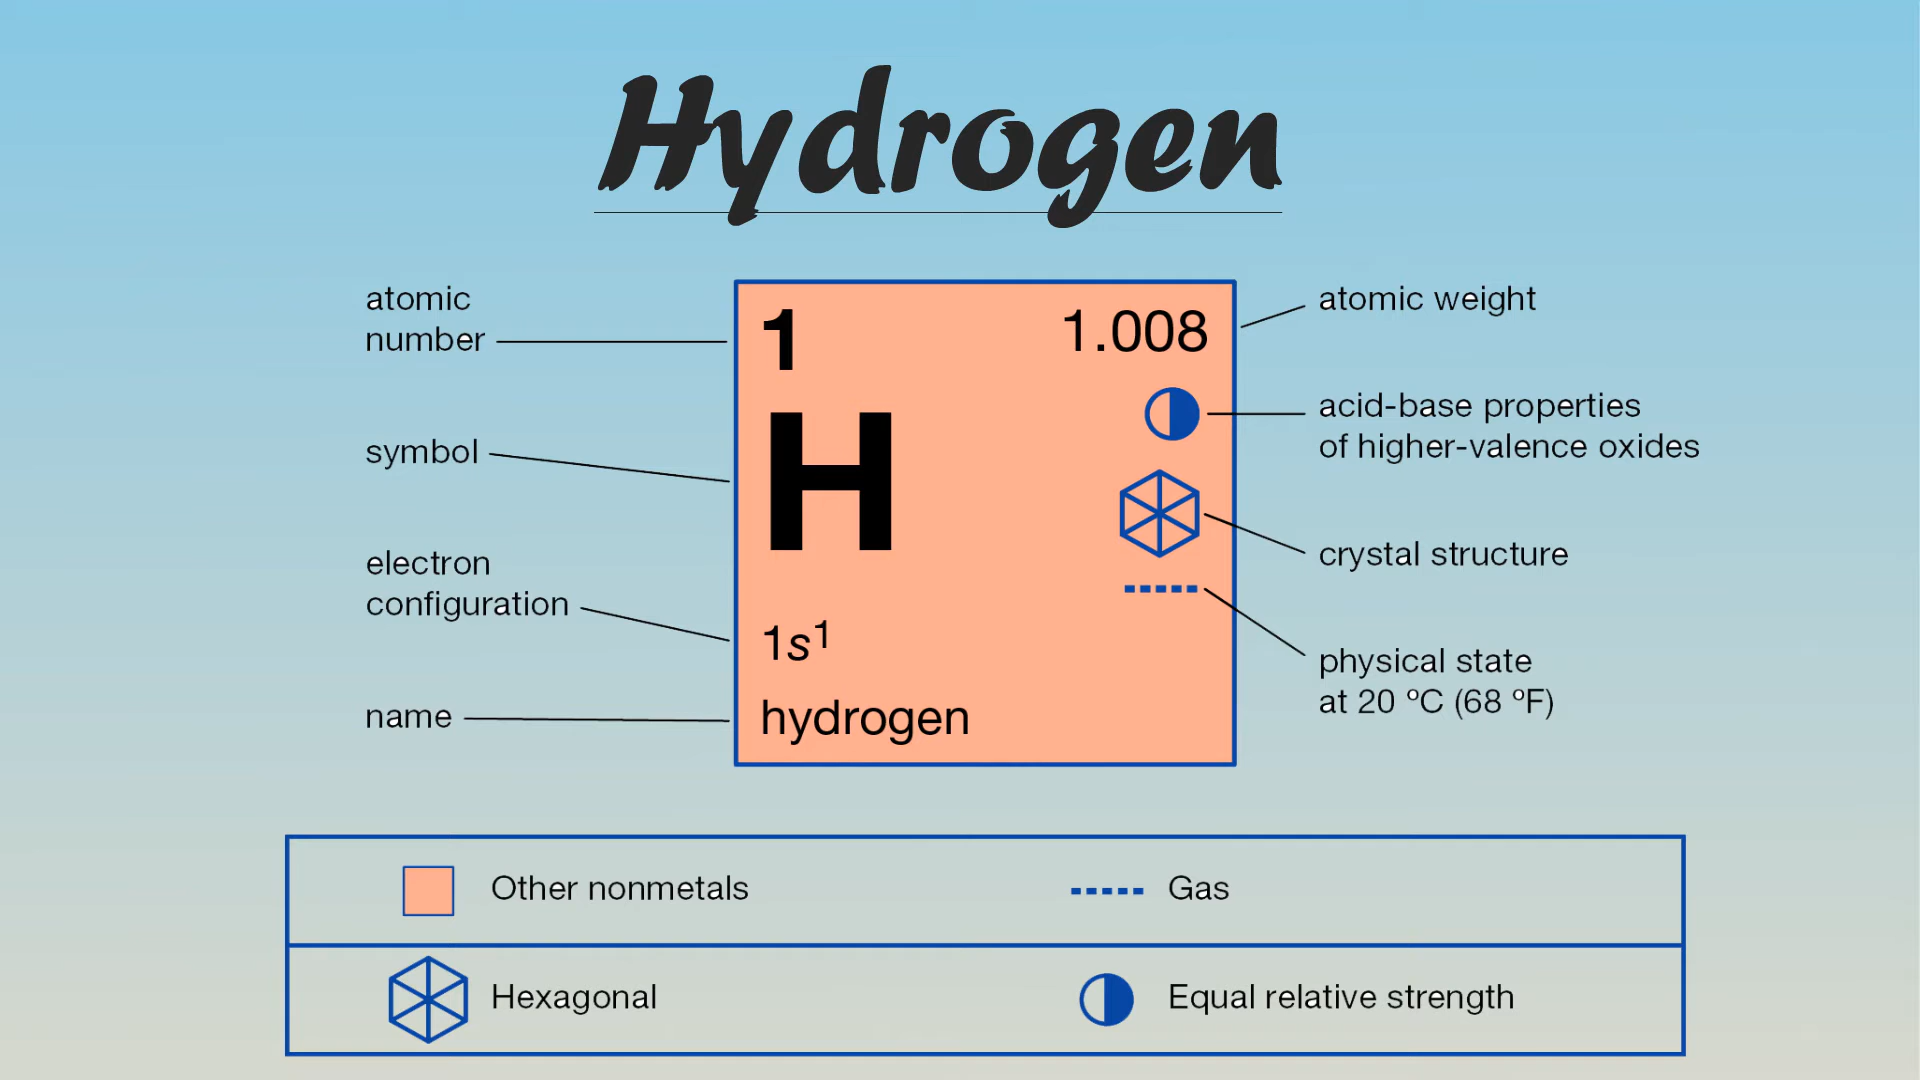 Hydrogen
atomic
number
symbol
electron
configuration
name
1
1.008
H
1s¹
hydrogen
atomic weight
acid-base properties
of higher-valence oxides
crystal structure
physical state
at 20 °C (68 °F)
Other nonmetals
Gas
Hexagonal
Equal relative strength